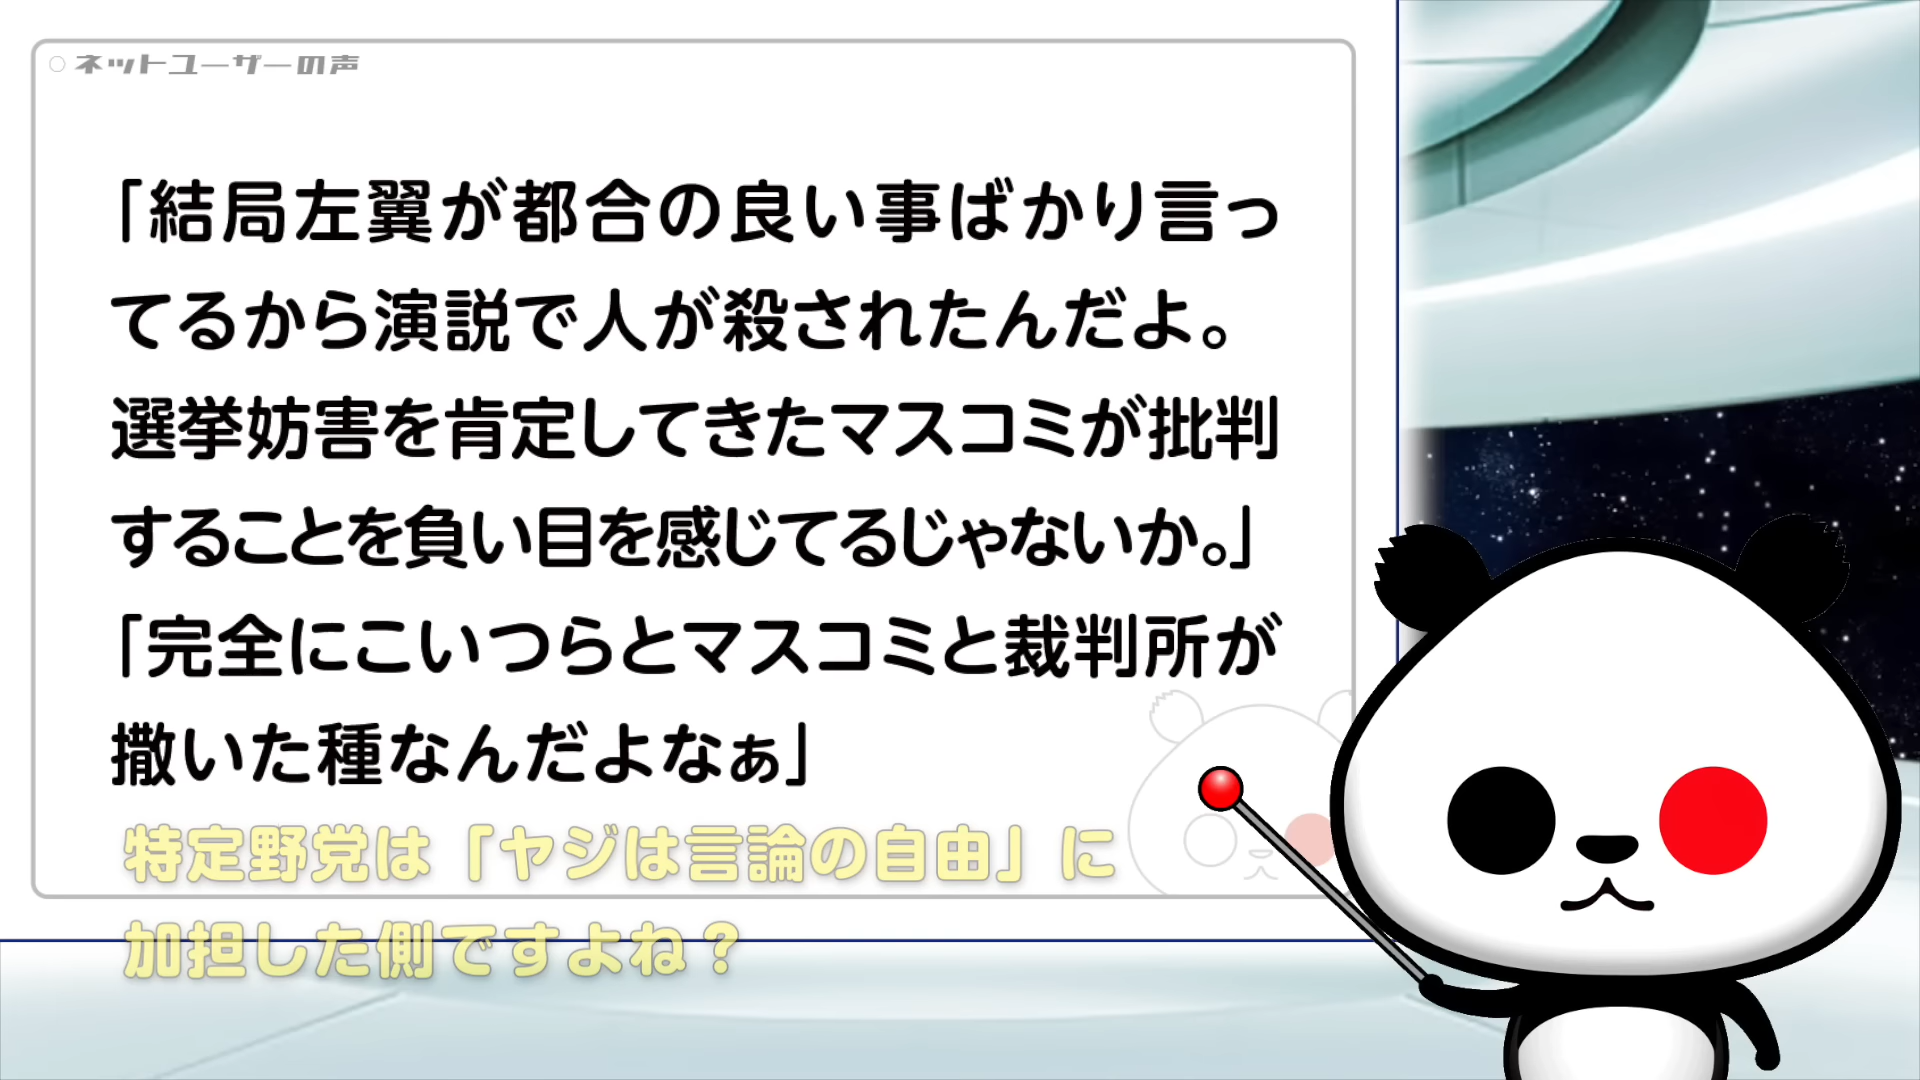 ネットユーザーの声
「結局左翼が都合の良い事ばかり言っ
てるから演説で人が殺されたんだよ。
選挙妨害を肯定してきたマスコミが批判
することを負い目を感じてるじゃないか。」
「完全にこいつらとマスコミと裁判所が
撒いた種なんだよなぁ」
特定野党は「ヤジは言論の自由」に
加担した側ですよね？